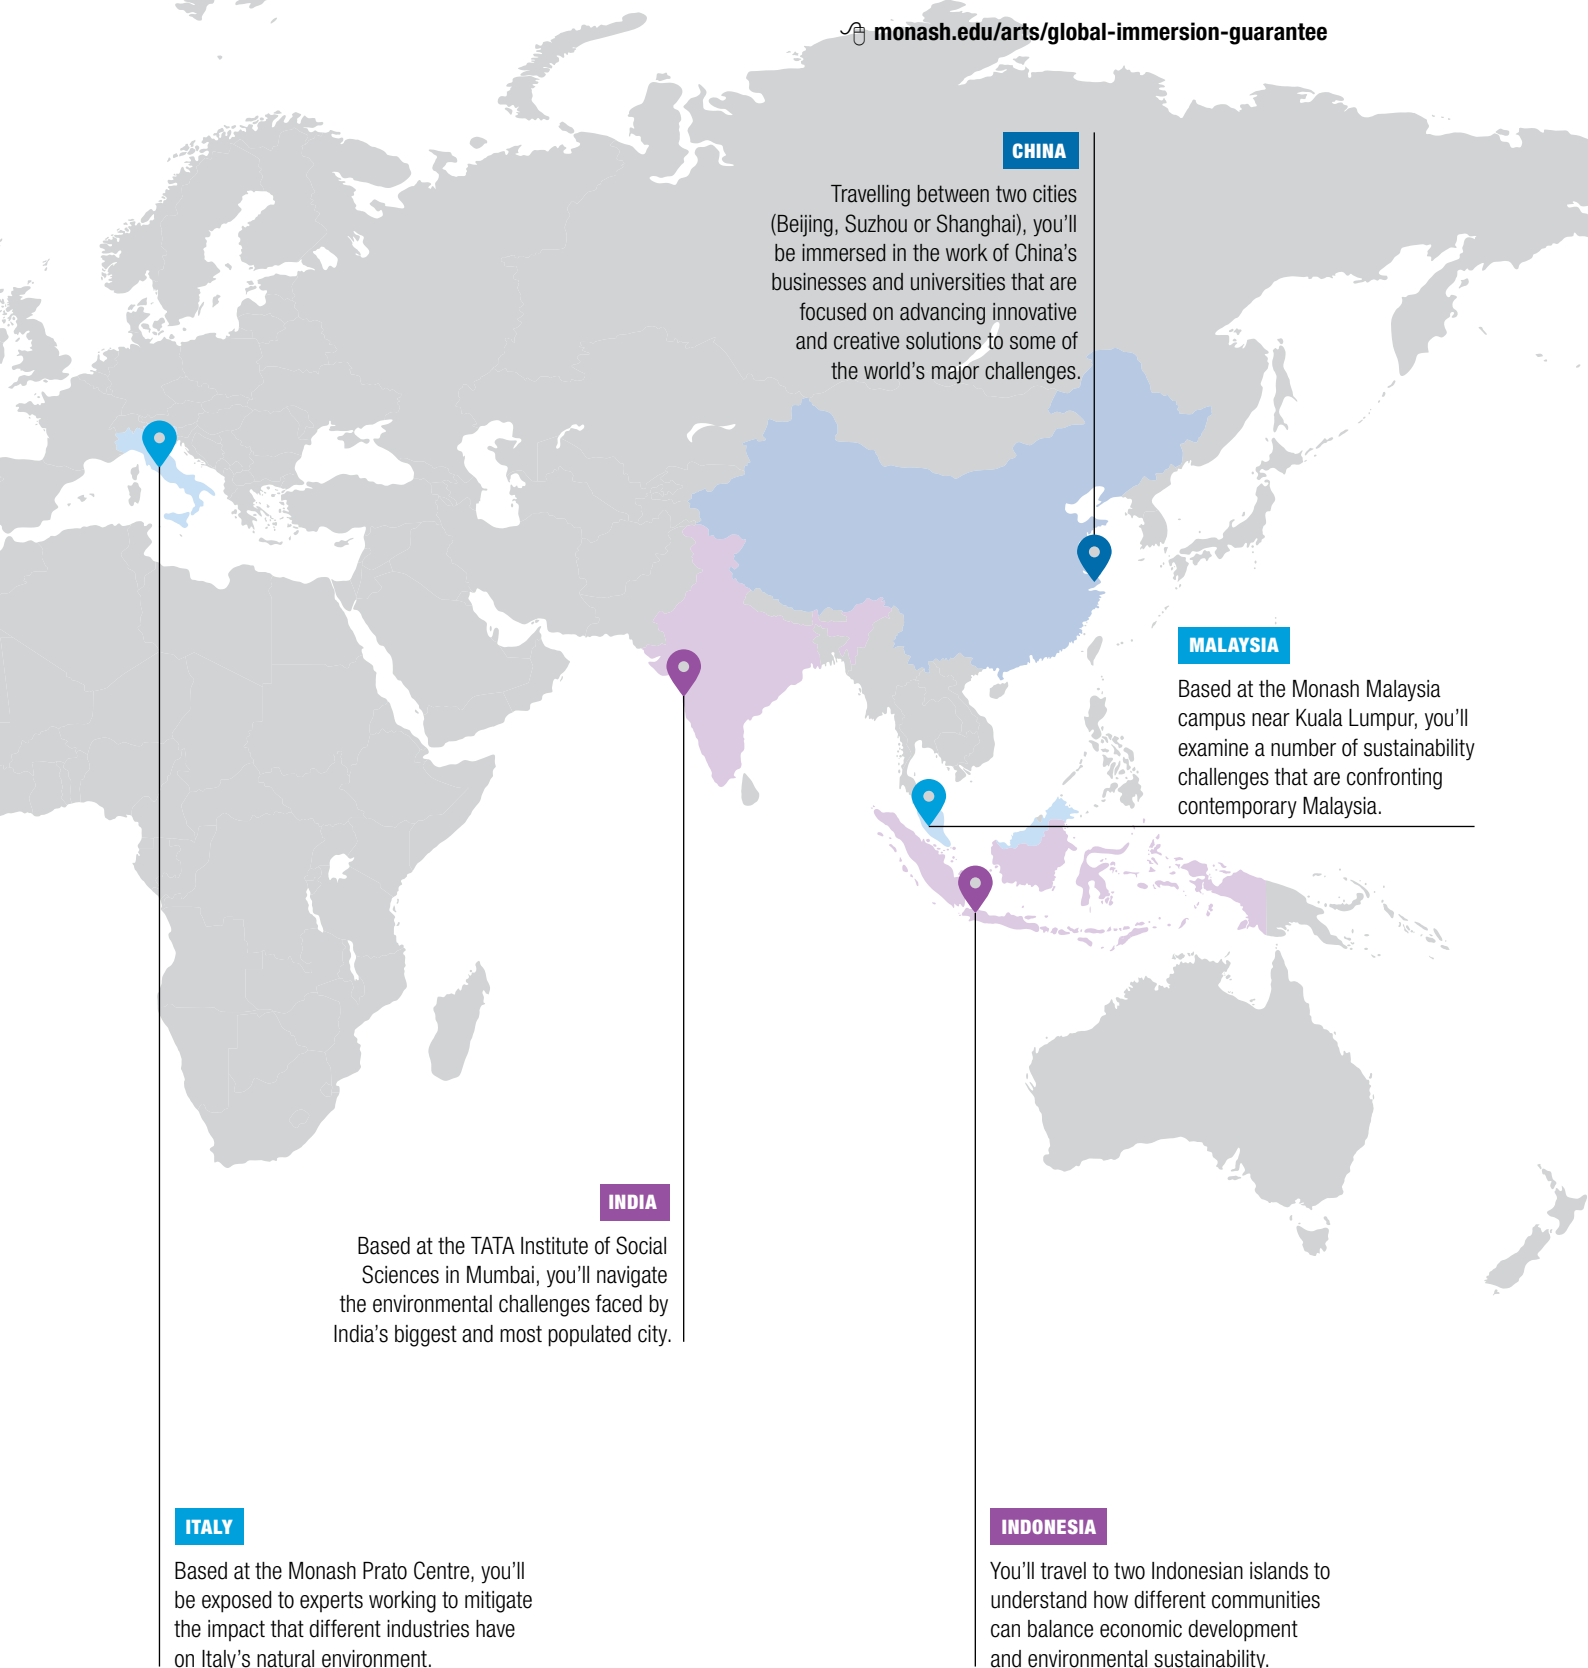 monash.edu/arts/global-immersion-guarantee
CHINA
Travelling between two cities
(Beijing, Suzhou or Shanghai), you’ll
be immersed in the work of China’s
businesses and universities that are
focused on advancing innovative
and creative solutions to some of
the world’s major challenges.
MALAYSIA
Based at the Monash Malaysia
campus near Kuala Lumpur, you’ll
examine a number of sustainability
challenges that are confronting
contemporary Malaysia.
INDIA
Based at the TATA Institute of Social
Sciences in Mumbai, you’ll navigate
the environmental challenges faced by
India’s biggest and most populated city.
ITALY
Based at the Monash Prato Centre, you’ll
be exposed to experts working to mitigate
the impact that different industries have
on Italy’s natural environment.
INDONESIA
You’ll travel to two Indonesian islands to
understand how different communities
can balance economic development
and environmental sustainability.